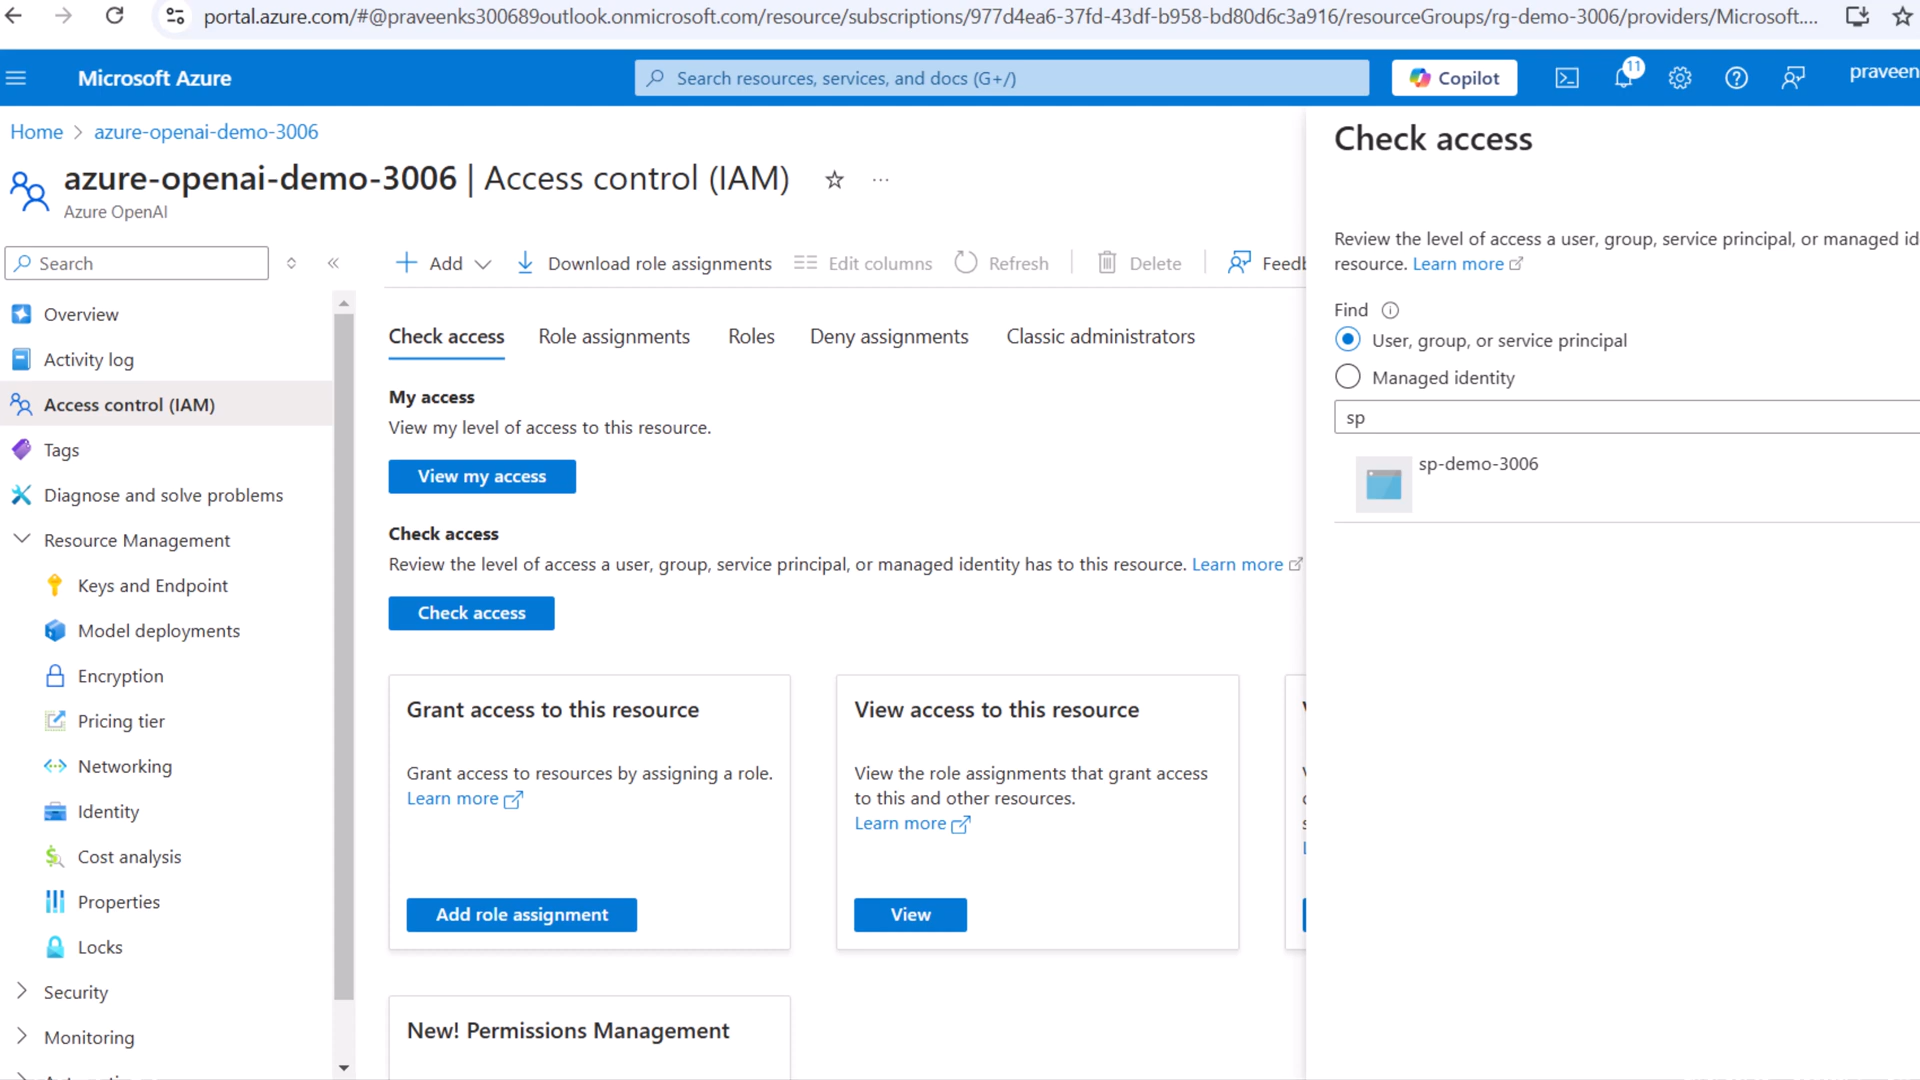 portal.azure.com/#@praveenks300689outlook.onmicrosoft.com/resource/subscriptions/977d4ea6-37fd-43df-b958-bd80d6c3a916/resourceGroups/rg-demo-3006/providers/Microsoft....
Microsoft Azure
Search resources, services, and docs (G+/)
Copilot
11
praveen
Home > azure-openai-demo-3006
azure-openai-demo-3006 | Access control (IAM)
Azure OpenAI
Search
Overview
Activity log
Access control (IAM)
Tags
Diagnose and solve problems
Resource Management
Keys and Endpoint
Model deployments
Encryption
Pricing tier
Networking
Identity
Cost analysis
Properties
Locks
Security
Monitoring
Add
Download role assignments
Edit columns
Refresh
Delete
Feedb
Check access
Role assignments
Roles
Deny assignments
Classic administrators
My access
View my level of access to this resource.
View my access
Check access
Review the level of access a user, group, service principal, or managed identity has to this resource. Learn more
Check access
Grant access to this resource
Grant access to resources by assigning a role.
Learn more
Add role assignment
View access to this resource
View the role assignments that grant access
to this and other resources.
Learn more
View
New! Permissions Management
Check access
Review the level of access a user, group, service principal, or managed id
resource. Learn more
Find
User, group, or service principal
Managed identity
sp
sp-demo-3006